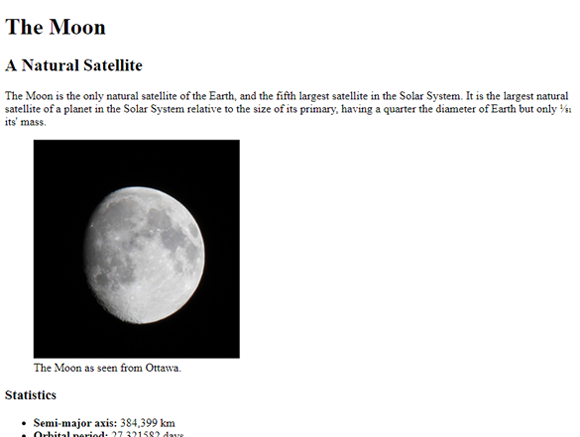 The Moon
A Natural Satellite
The Moon is the only natural satellite of the Earth, and the fifth largest satellite in the Solar System. It is the largest natural
satellite of a planet in the Solar System relative to the size of its primary, having a quarter the diameter of Earth but only ¹⁄₈₁
its' mass.
The Moon as seen from Ottawa.
Statistics
• Semi-major axis: 384,399 km
• Orbital period: 27.321582 days